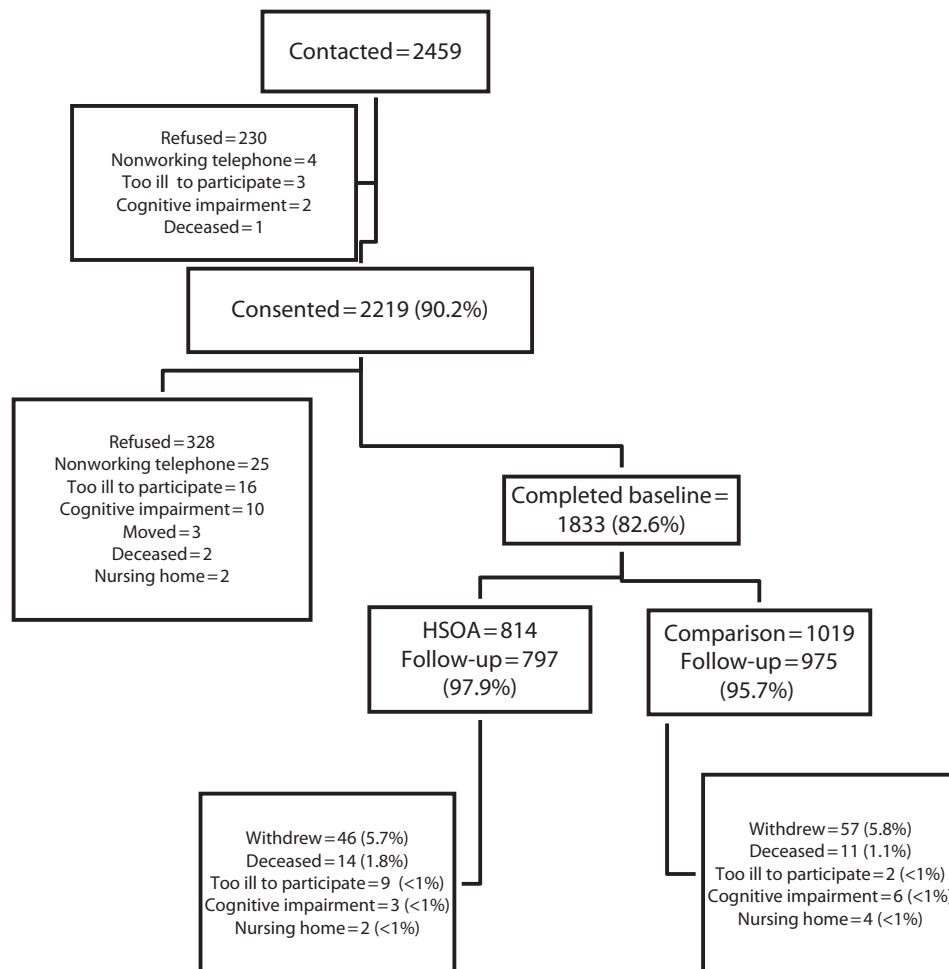 Contacted=2459
Refused=230
Nonworking telephone=4
Too ill to participate=3
Cognitive impairment=2
Deceased=1
Consented=2219 (90.2%)
Refused=328
Nonworking telephone=25
Too ill to participate=16
Cognitive impairment=10
Moved=3
Deceased=2
Nursing home=2
Completed baseline=
1833 (82.6%)
HSOA=814
Follow-up=797
(97.9%)
Comparison=1019
Follow-up=975
(95.7%)
Withdrew=46 (5.7%)
Deceased=14 (1.8%)
Too ill to participate=9 (<1%)
Cognitive impairment=3 (<1%)
Nursing home=2 (<1%)
Withdrew=57 (5.8%)
Deceased=11 (1.1%)
Too ill to participate=2 (<1%)
Cognitive impairment=6 (<1%)
Nursing home=4 (<1%)